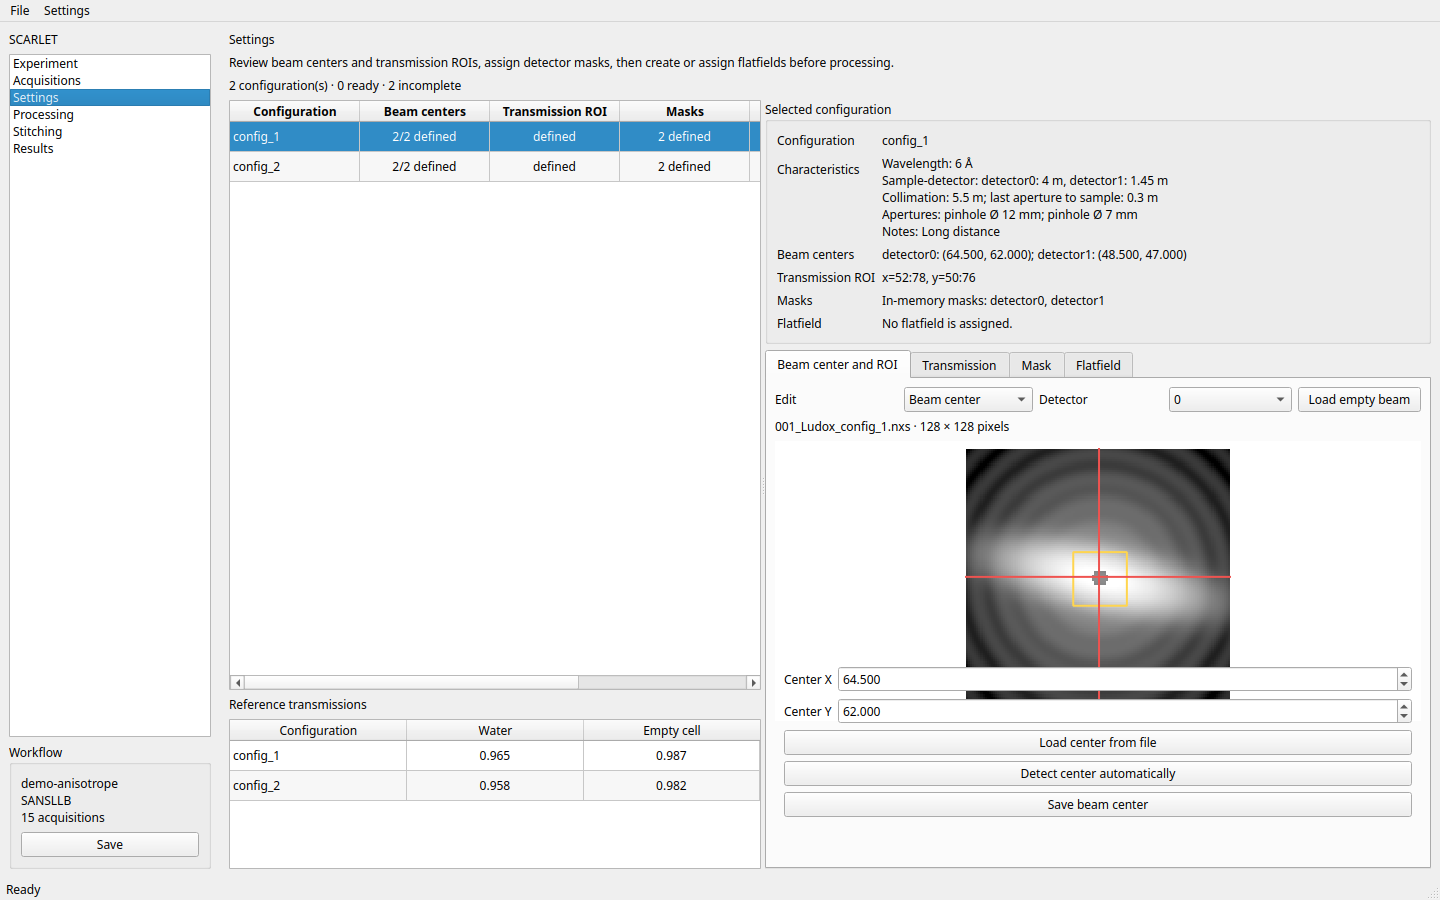 File Settings
SCARLET
Experiment
Acquisitions
Settings
Processing
Stitching
Results
Workflow
demo-anisotrope
SANSLLB
15 acquisitions
Save
Ready
Settings
Review beam centers and transmission ROIs, assign detector masks, then create or assign flatfields before processing.
2 configuration(s) · 0 ready · 2 incomplete
Configuration Beam centers Transmission ROI Masks
config_1 2/2 defined defined 2 defined
config_2 2/2 defined defined 2 defined
Reference transmissions
Configuration Water Empty cell
config_1 0.965 0.987
config_2 0.958 0.982
Selected configuration
Configuration config_1
Characteristics Wavelength: 6 Å
Sample-detector: detector0: 4 m, detector1: 1.45 m
Collimation: 5.5 m; last aperture to sample: 0.3 m
Apertures: pinhole Ø 12 mm; pinhole Ø 7 mm
Notes: Long distance
Beam centers detector0: (64.500, 62.000); detector1: (48.500, 47.000)
Transmission ROI x=52:78, y=50:76
Masks In-memory masks: detector0, detector1
Flatfield No flatfield is assigned.
Beam center and ROI Transmission Mask Flatfield
Edit Beam center Detector 0 Load empty beam
001_Ludox_config_1.nxs · 128 × 128 pixels
Center X 64.500
Center Y 62.000
Load center from file
Detect center automatically
Save beam center